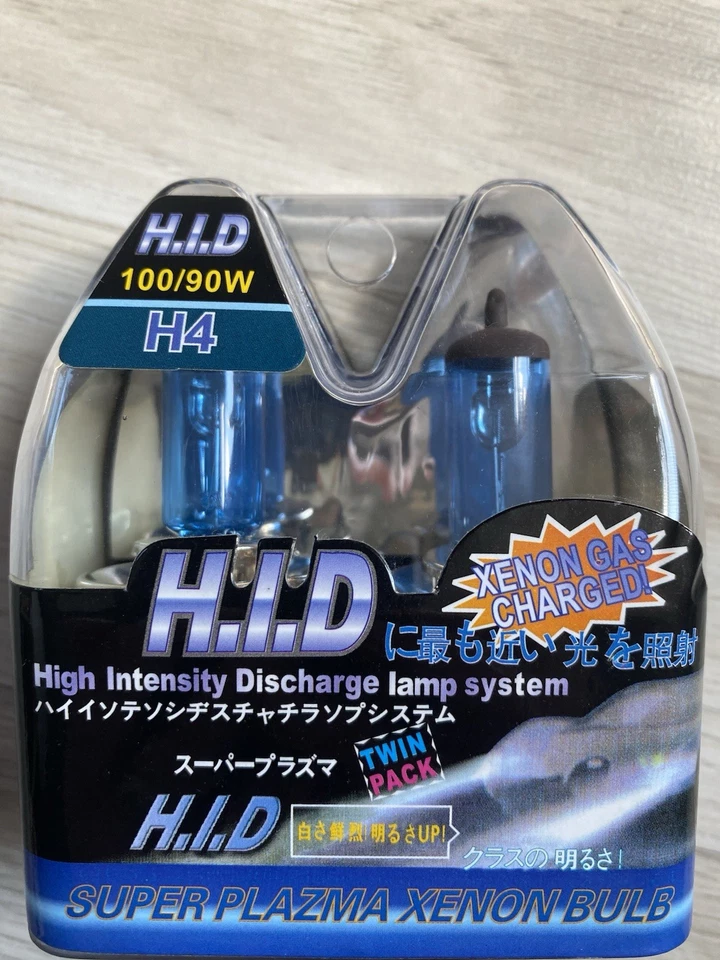 H.I.D
100/90W
H4
XENON GAS
CHARGED!
H.I.D
に最も近い光を照射
High Intensity Discharge lamp system
ハイイソテソシヂスチャチラソプシステム
スーパープラズマ
TWIN
PACK
H.I.D
白さ鮮烈 明るさUP!
クラスの 明るさ!
SUPER PLAZMA XENON BULB